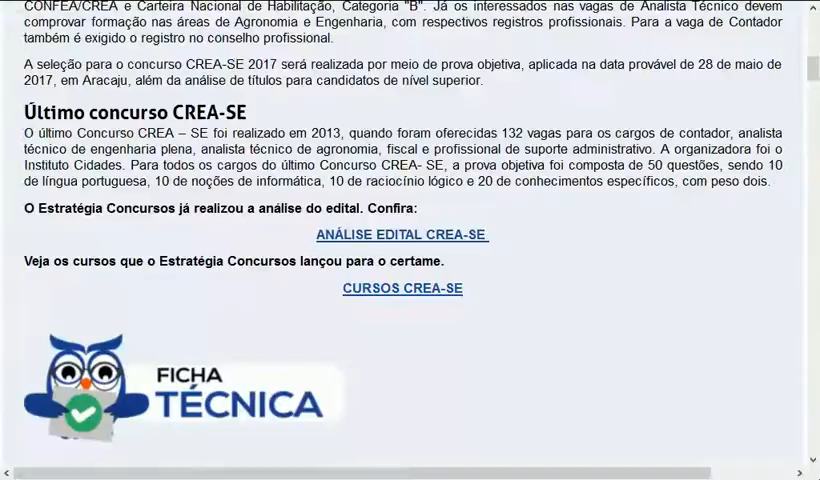 CONFEA/CREA e Carteira Nacional de Habilitação, Categoria "B". Já os interessados nas vagas de Analista Técnico devem
comprovar formação nas áreas de Agronomia e Engenharia, com respectivos registros profissionais. Para a vaga de Contador
também é exigido o registro no conselho profissional.
A seleção para o concurso CREA-SE 2017 será realizada por meio de prova objetiva, aplicada na data provável de 28 de maio de
2017, em Aracaju, além da análise de títulos para candidatos de nível superior.
Último concurso CREA-SE
O último Concurso CREA – SE foi realizado em 2013, quando foram oferecidas 132 vagas para os cargos de contador, analista
técnico de engenharia plena, analista técnico de agronomia, fiscal e profissional de suporte administrativo. A organizadora foi o
Instituto Cidades. Para todos os cargos do último Concurso CREA- SE, a prova objetiva foi composta de 50 questões, sendo 10
de língua portuguesa, 10 de noções de informática, 10 de raciocínio lógico e 20 de conhecimentos específicos, com peso dois.
O Estratégia Concursos já realizou a análise do edital. Confira:
ANÁLISE EDITAL CREA-SE
Veja os cursos que o Estratégia Concursos lançou para o certame.
CURSOS CREA-SE
FICHA
TÉCNICA